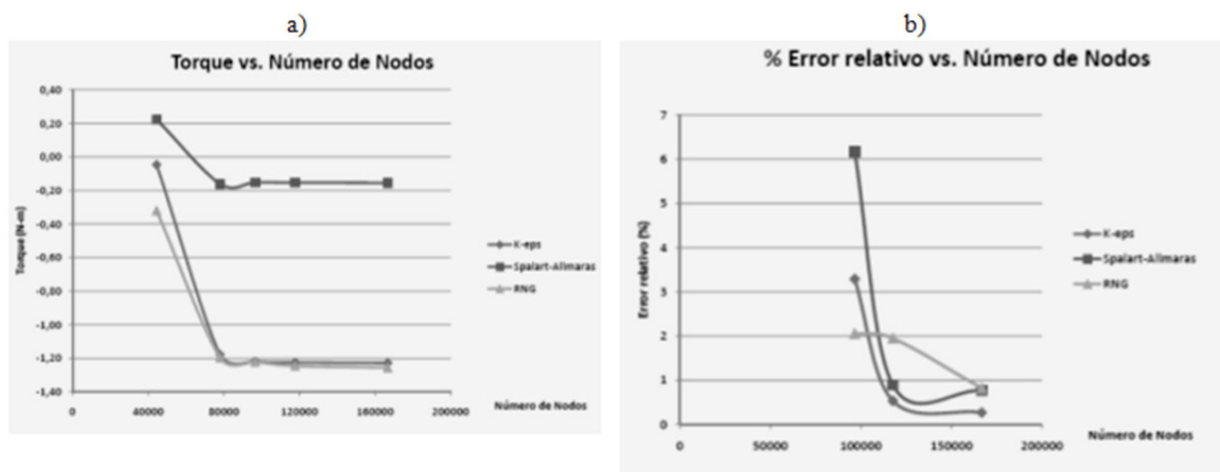 a)
Torque vs. Número de Nodos
0,40
0,20
0,00
-0,20
-0,40
-0,60
-0,80
-1,00
-1,20
-1,40
Torque (N-m)
0
40000
80000
120000
160000
200000
Número de Nodos
K-eps
Spalart-Allmaras
RNG
b)
% Error relativo vs. Número de Nodos
7
6
5
4
3
2
1
0
Error relativo (%)
0
50000
100000
150000
200000
Número de Nodos
K-eps
Spalart-Allmaras
RNG